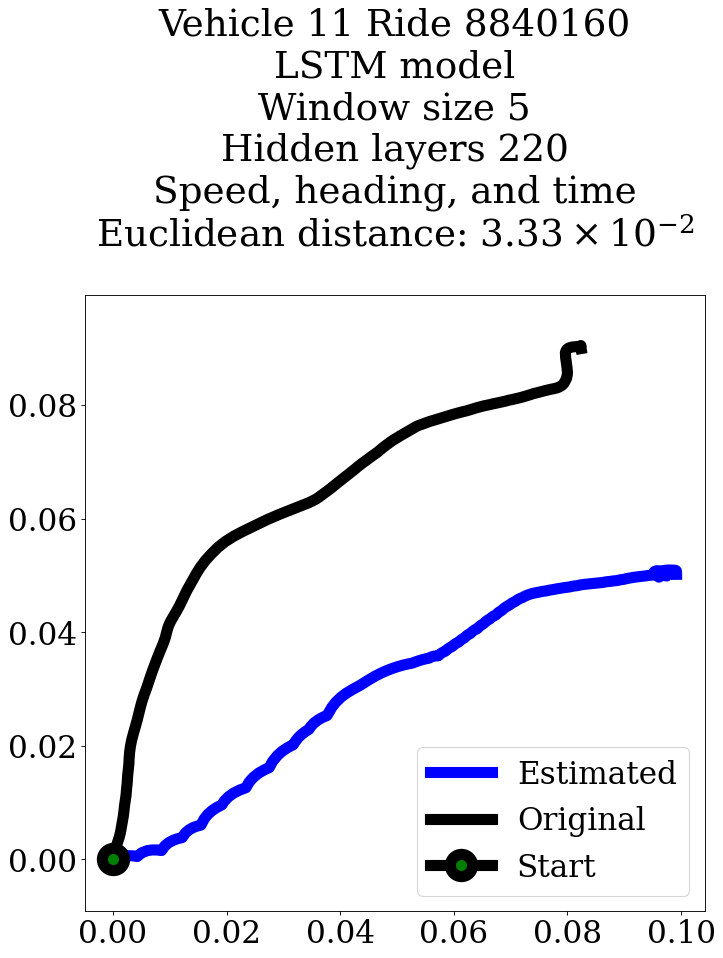 Vehicle 11 Ride 8840160
LSTM model
Window size 5
Hidden layers 220
Speed, heading, and time
Euclidean distance: 3.33 × 10⁻²
0.08
0.06
0.04
0.02
0.00
Estimated
Original
Start
0.00 0.02 0.04 0.06 0.08 0.10